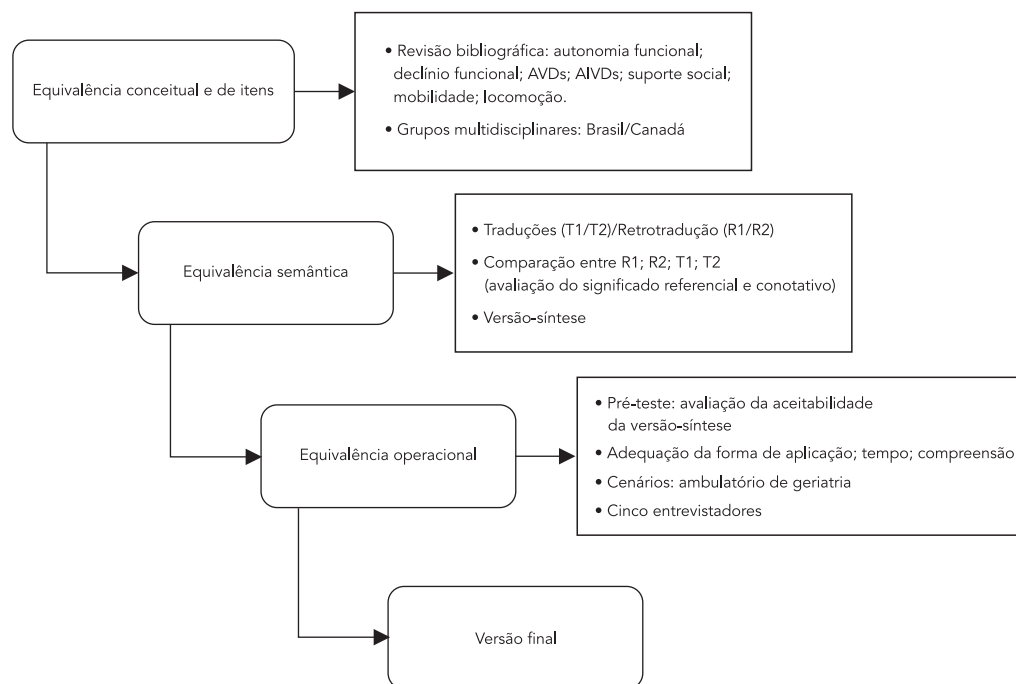 Equivalência conceitual e de itens
• Revisão bibliográfica: autonomia funcional;
declínio funcional; AVDs; AIVDs; suporte social;
mobilidade; locomoção.
• Grupos multidisciplinares: Brasil/Canadá
Equivalência semântica
• Traduções (T1/T2)/Retrotradução (R1/R2)
• Comparação entre R1; R2; T1; T2
(avaliação do significado referencial e conotativo)
• Versão-síntese
Equivalência operacional
• Pré-teste: avaliação da aceitabilidade
da versão-síntese
• Adequação da forma de aplicação; tempo; compreensão
• Cenários: ambulatório de geriatria
• Cinco entrevistadores
Versão final